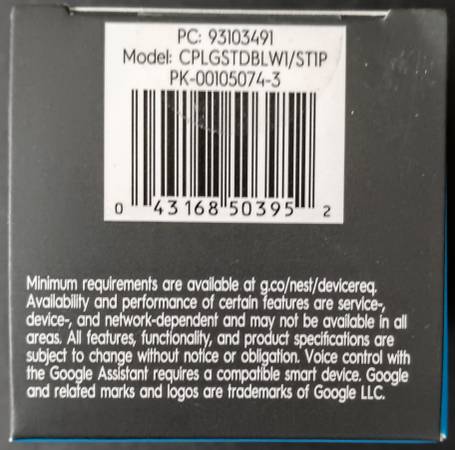 PC: 93103491
Model: CPLGSTDBLW1/ST1P
PK-00105074-3
0 43168 50395 2
Minimum requirements are available at g.co/nest/devicereq.
Availability and performance of certain features are service-,
device-, and network-dependent and may not be available in all
areas. All features, functionality, and product specifications are
subject to change without notice or obligation. Voice control with
the Google Assistant requires a compatible smart device. Google
and related marks and logos are trademarks of Google LLC.